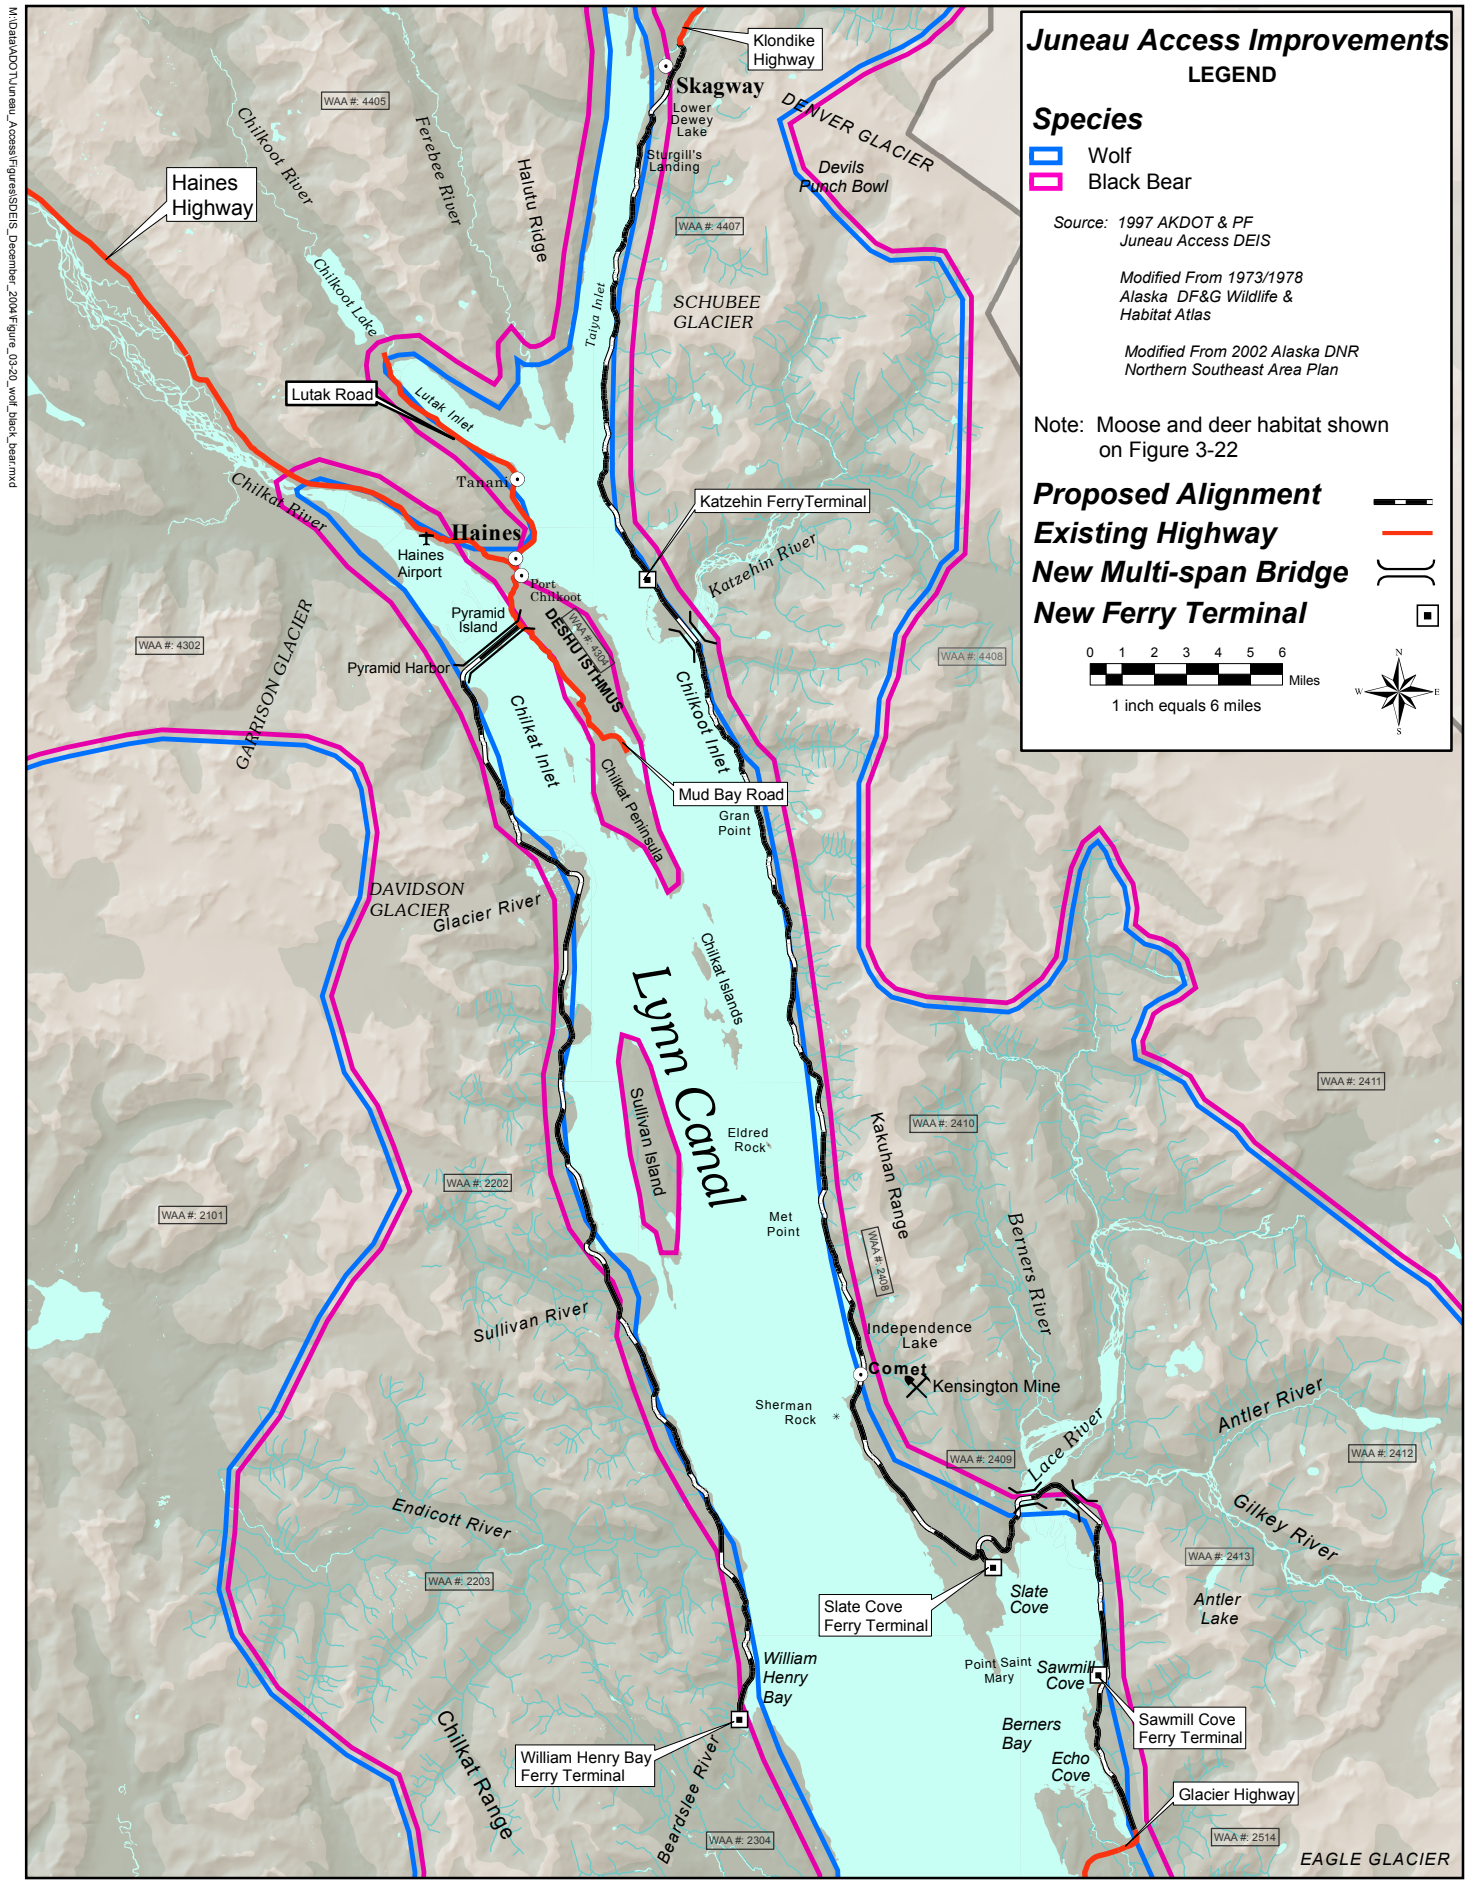 M:\Data\ADOT\Juneau_Access\Figures\SDEIS_December_2004\Figure_03-20_wolf_black_bear.mxd
Juneau Access Improvements
LEGEND
Species
Wolf
Black Bear
Source: 1997 AKDOT & PF
Juneau Access DEIS
Modified From 1973/1978
Alaska DF&G Wildlife &
Habitat Atlas
Modified From 2002 Alaska DNR
Northern Southeast Area Plan
Note: Moose and deer habitat shown
on Figure 3-22
Proposed Alignment
Existing Highway
New Multi-span Bridge
New Ferry Terminal
0 1 2 3 4 5 6
Miles
1 inch equals 6 miles
N
W
E
S
Klondike
Highway
Skagway
Lower
Dewey
Lake
Sturgill's
Landing
DENVER GLACIER
Devils
Punch Bowl
WAA #: 4405
Chilkoot River
Ferebee River
Halutu Ridge
Haines
Highway
WAA #: 4407
Chilkoot Lake
Taiya Inlet
SCHUBEE
GLACIER
Lutak Road
Lutak Inlet
Tanani
Chilkat River
Katzehin FerryTerminal
Haines
Haines
Airport
Katzehin River
Port
Chilkoot
Pyramid
Island
DESHU ISTHMUS
WAA #: 4304
WAA #: 4302
GARRISON GLACIER
Pyramid Harbor
WAA #: 4408
Chilkat Inlet
Chilkoot Inlet
Mud Bay Road
Chilkat Peninsula
Gran
Point
DAVIDSON
GLACIER
Glacier River
Chilkat Islands
Lynn Canal
Sullivan Island
Eldred
Rock
Kakuhan Range
WAA #: 2410
WAA #: 2411
WAA #: 2202
WAA #: 2101
Met
Point
WAA #: 2408
Berners River
Sullivan River
Independence
Lake
Comet
Kensington Mine
Sherman
Rock
Antler River
Lace River
WAA #: 2409
WAA #: 2412
Endicott River
Gilkey River
WAA #: 2413
WAA #: 2203
Slate Cove
Ferry Terminal
Slate
Cove
Antler
Lake
William
Henry
Bay
Point Saint
Mary
Sawmill
Cove
Sawmill Cove
Ferry Terminal
Berners
Bay
Echo
Cove
Chilkat Range
William Henry Bay
Ferry Terminal
Beardslee River
Glacier Highway
WAA #: 2304
WAA #: 2514
EAGLE GLACIER